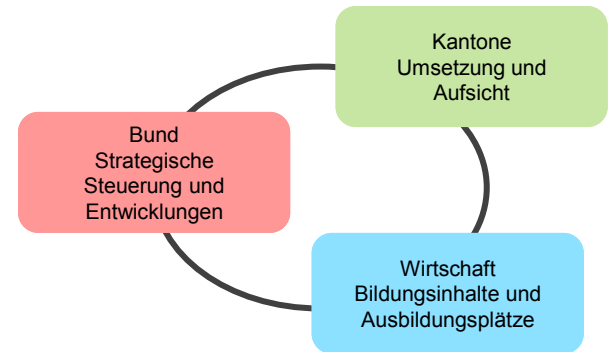 Kantone
Umsetzung und
Aufsicht
Bund
Strategische
Steuerung und
Entwicklungen
Wirtschaft
Bildungsinhalte und
Ausbildungsplätze